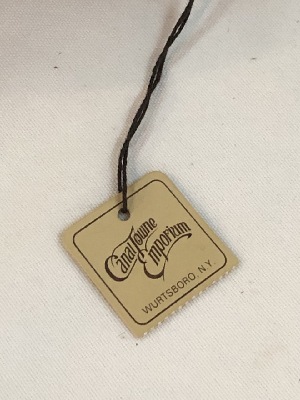 Canal Towne
Emporium
WURTSBORO, N.Y.